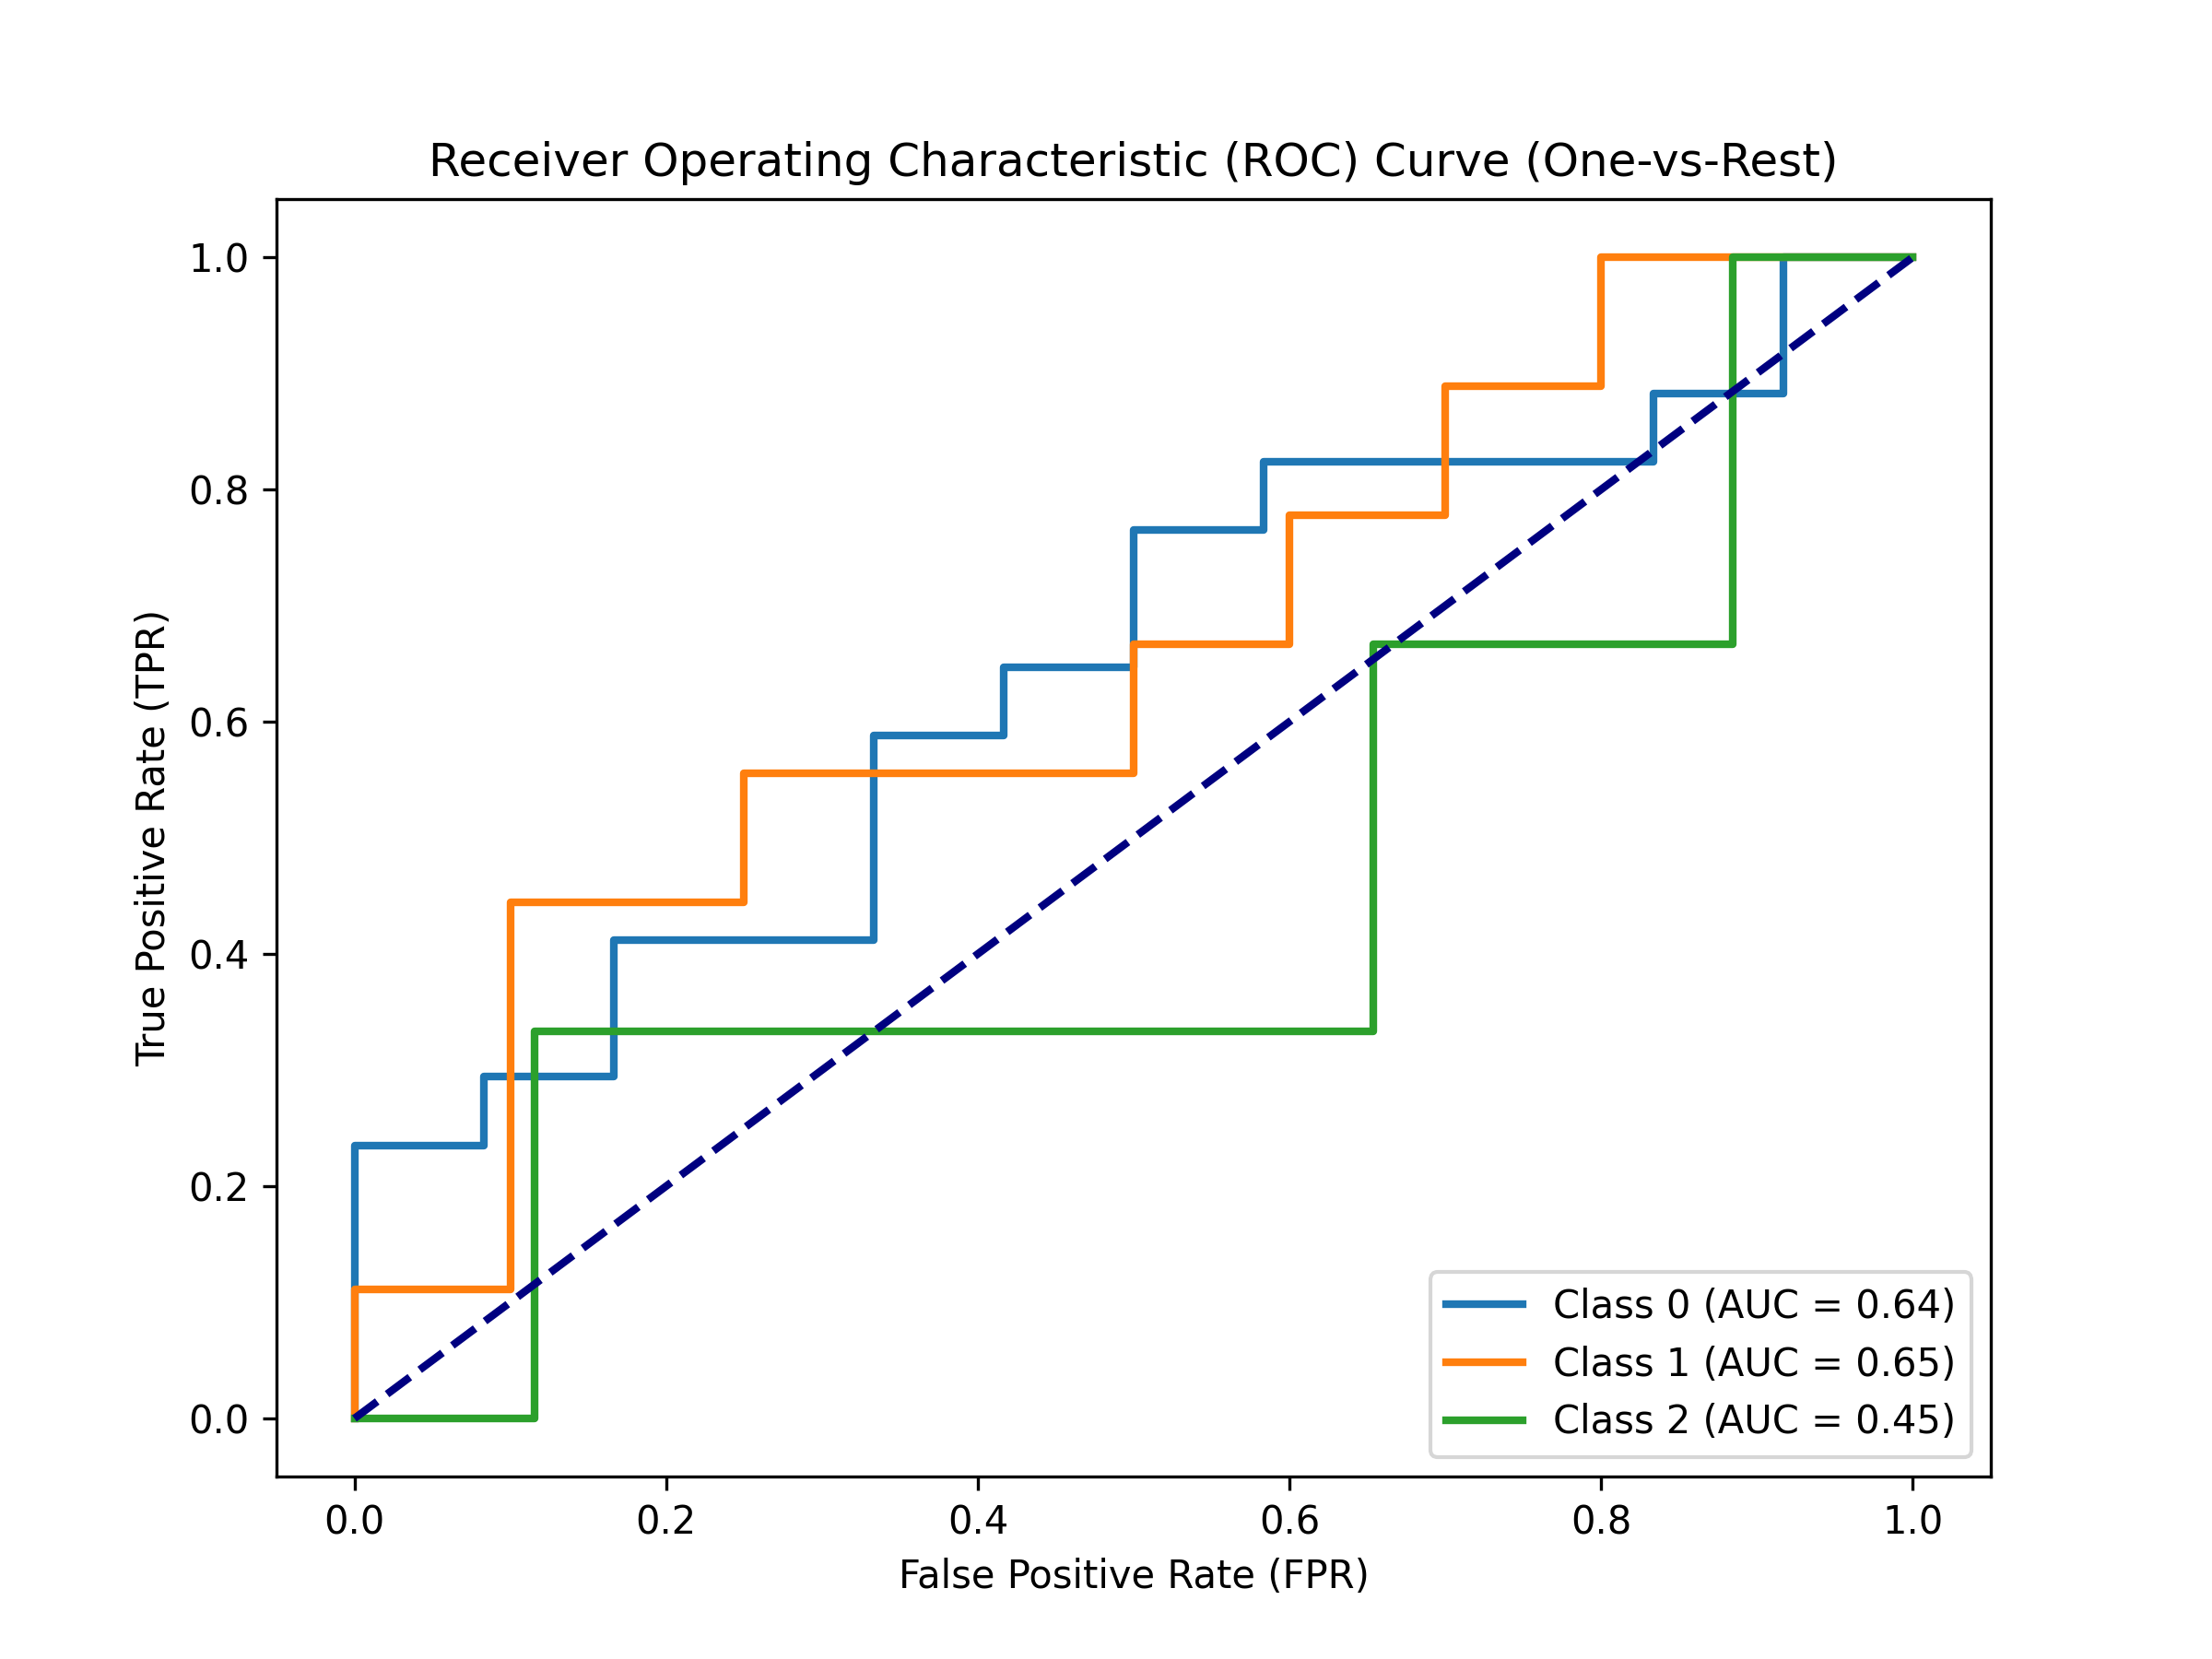 Receiver Operating Characteristic (ROC) Curve (One-vs-Rest)
1.0
0.8
0.6
0.4
0.2
0.0
True Positive Rate (TPR)
Class 0 (AUC = 0.64)
Class 1 (AUC = 0.65)
Class 2 (AUC = 0.45)
0.0 0.2 0.4 0.6 0.8 1.0
False Positive Rate (FPR)